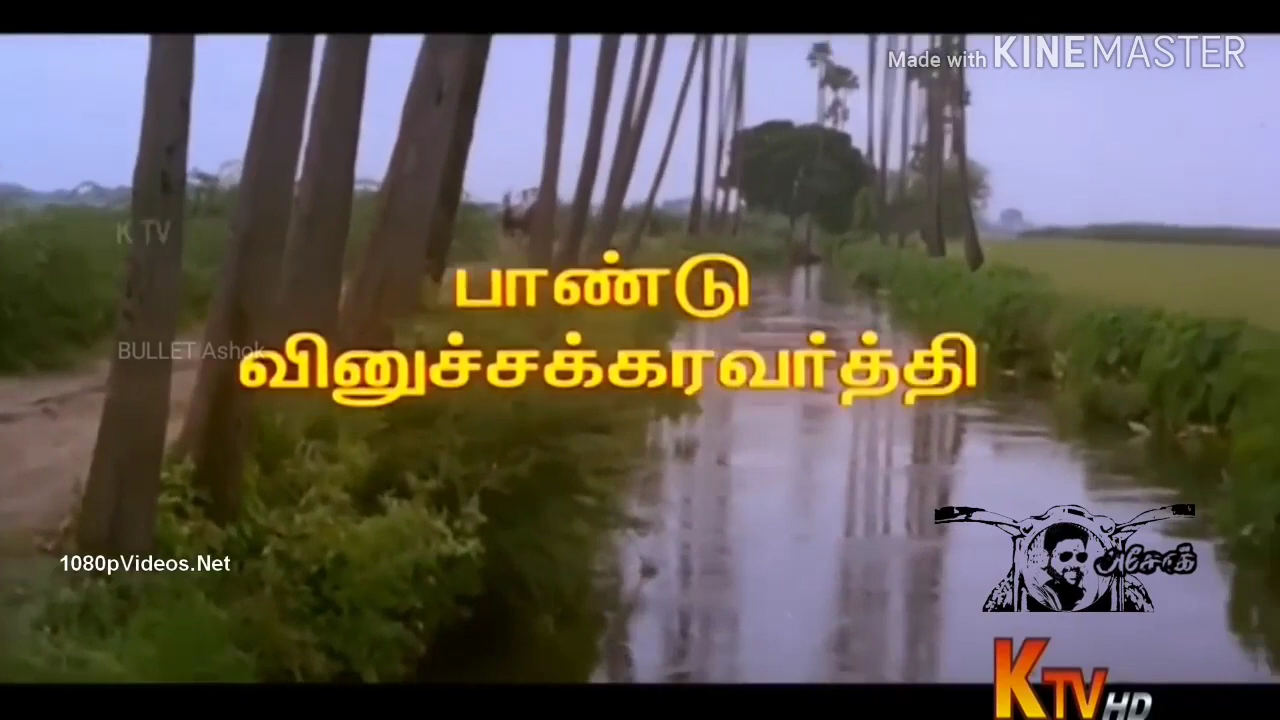 Made with KINEMASTER
K TV
பாண்டு
BULLET Ashok
வினுச்சக்கரவர்த்தி
1080pVideos.Net
அசோக்
KTV HD